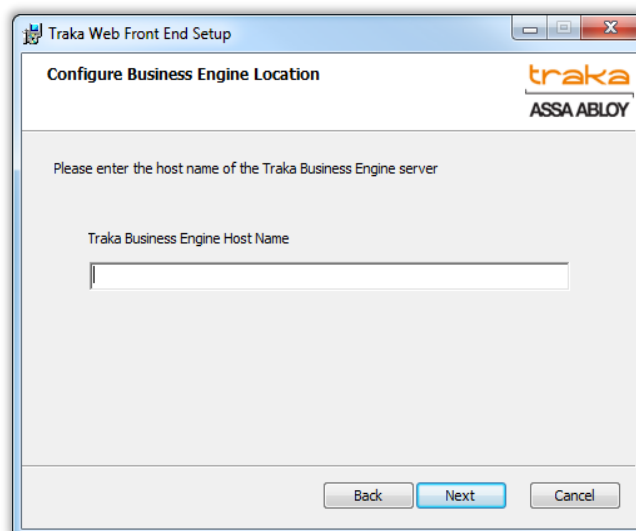 Traka Web Front End Setup
Configure Business Engine Location
traka
ASSA ABLOY
Please enter the host name of the Traka Business Engine server
Traka Business Engine Host Name
Back
Next
Cancel